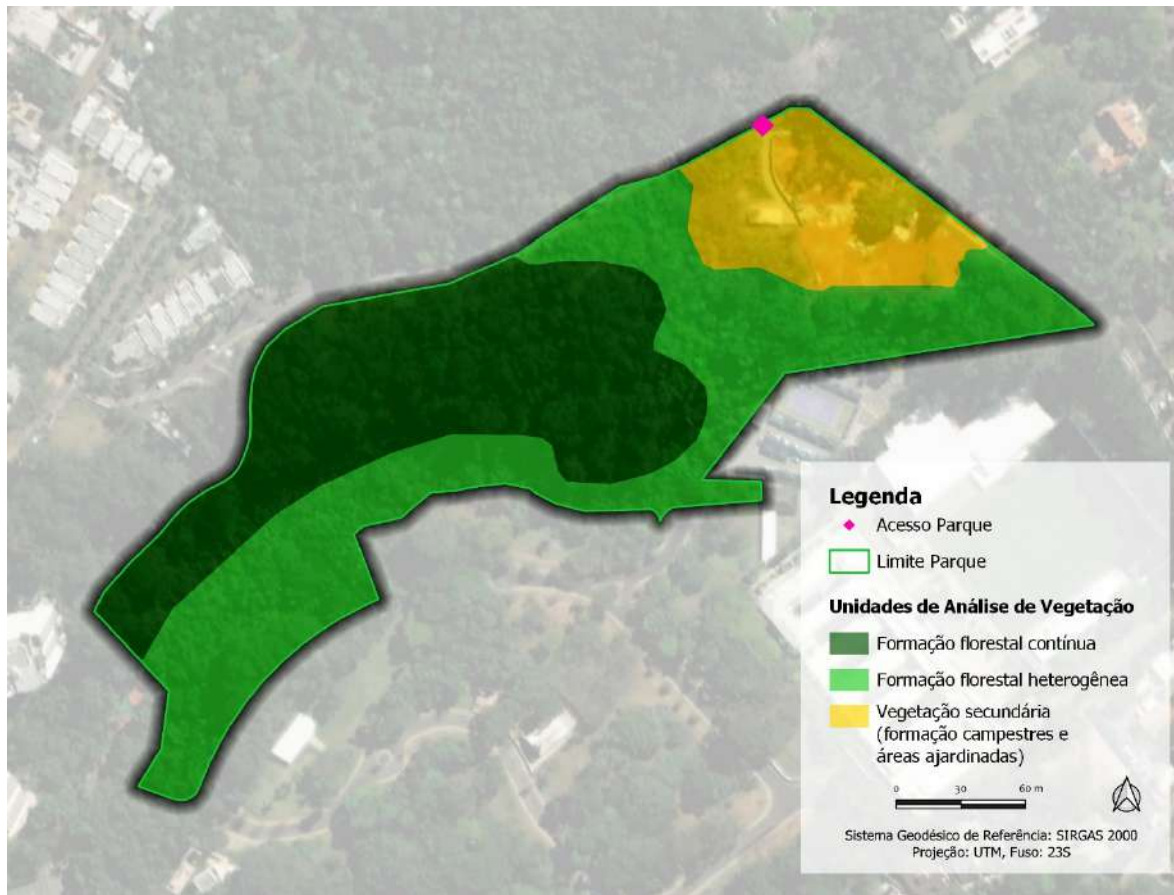 Legenda
Acesso Parque
Limite Parque
Unidades de Análise de Vegetação
Formação florestal contínua
Formação florestal heterogênea
Vegetação secundária
(formação campestres e
áreas ajardinadas)
0 30 60 m
Sistema Geodésico de Referência: SIRGAS 2000
Projeção: UTM, Fuso: 23S